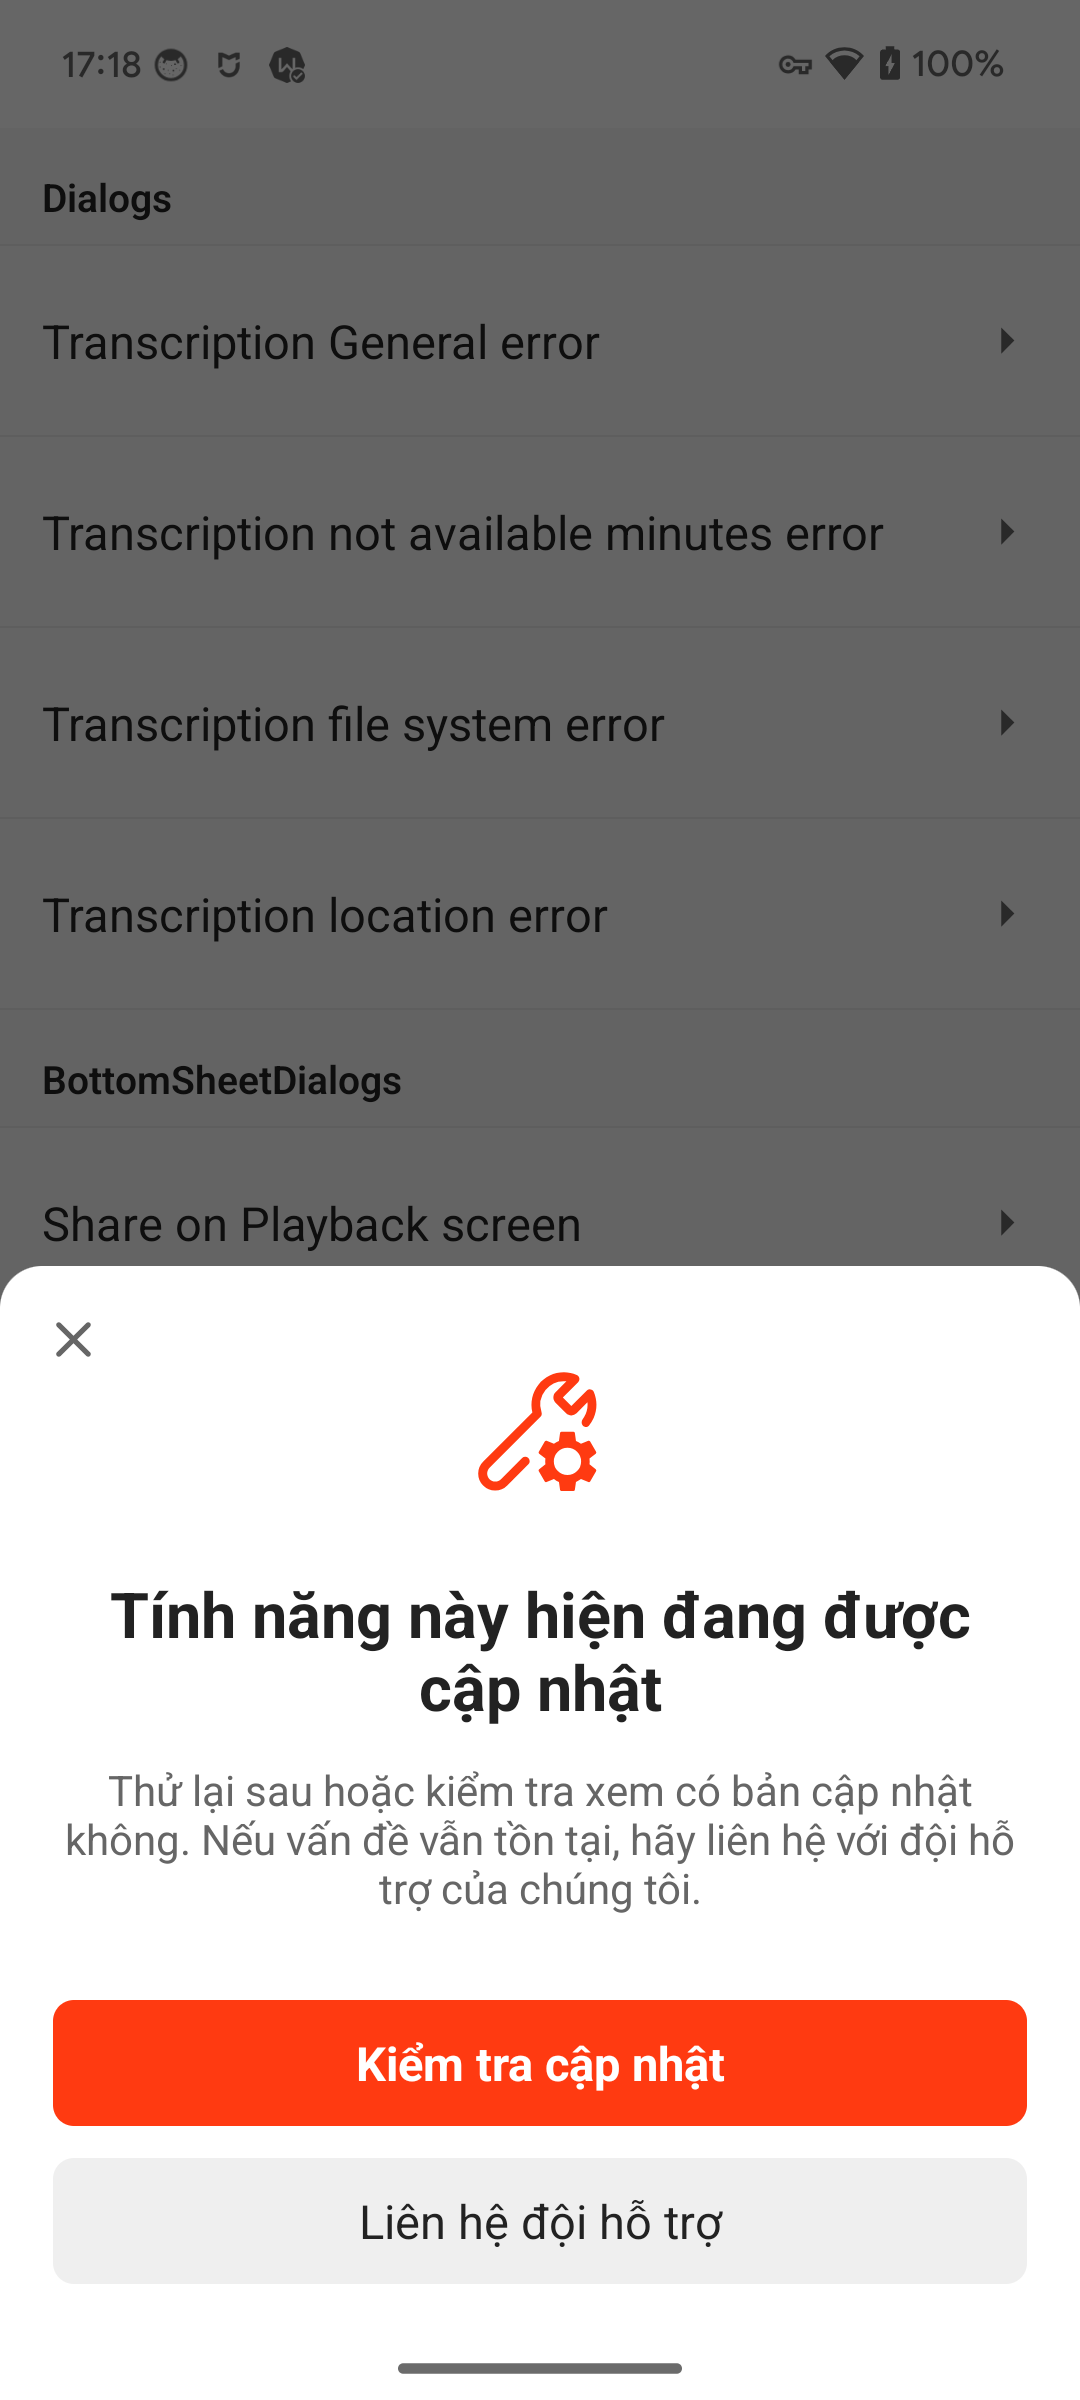 17:18
100%
Dialogs
Transcription General error
Transcription not available minutes error
Transcription file system error
Transcription location error
BottomSheetDialogs
Share on Playback screen
Tính năng này hiện đang được
cập nhật
Thử lại sau hoặc kiểm tra xem có bản cập nhật
không. Nếu vấn đề vẫn tồn tại, hãy liên hệ với đội hỗ
trợ của chúng tôi.
Kiểm tra cập nhật
Liên hệ đội hỗ trợ